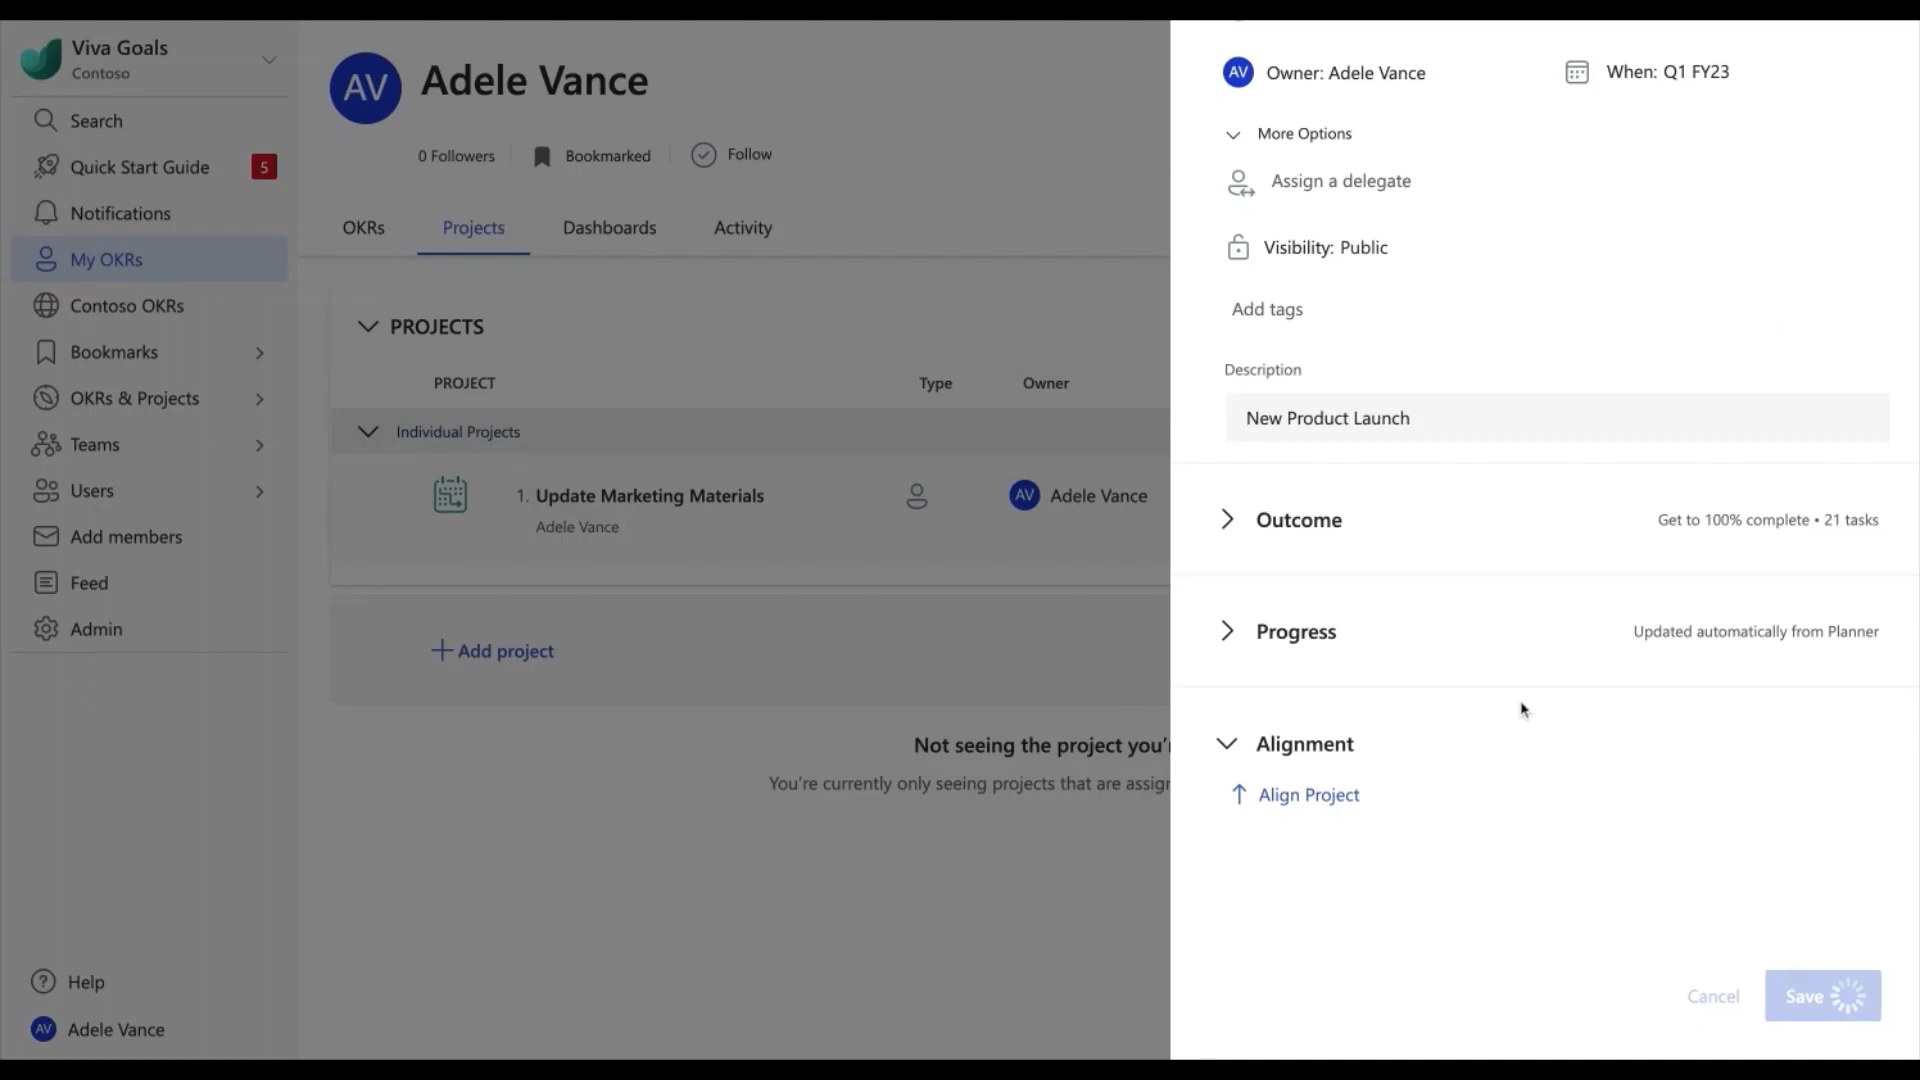 Viva Goals
Contoso
Search
Quick Start Guide 5
Notifications
My OKRs
Contoso OKRs
Bookmarks
OKRs & Projects
Teams
Users
Add members
Feed
Admin
Help
AV Adele Vance
AV Adele Vance
0 Followers Bookmarked Follow
OKRs Projects Dashboards Activity
PROJECTS
PROJECT Type Owner
Individual Projects
1. Update Marketing Materials AV Adele Vance
Adele Vance
Add project
Not seeing the project you'
You're currently only seeing projects that are assig
AV Owner: Adele Vance When: Q1 FY23
More Options
Assign a delegate
Visibility: Public
Add tags
Description
New Product Launch
Outcome Get to 100% complete • 21 tasks
Progress Updated automatically from Planner
Alignment
Align Project
Cancel Save